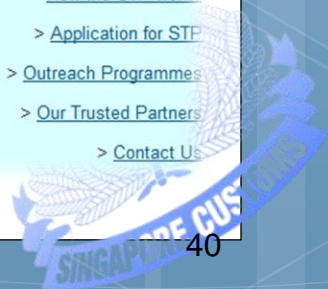 > Application for STP
> Outreach Programmes
> Our Trusted Partners
> Contact Us
SINGAPORE CUSTOMS
40